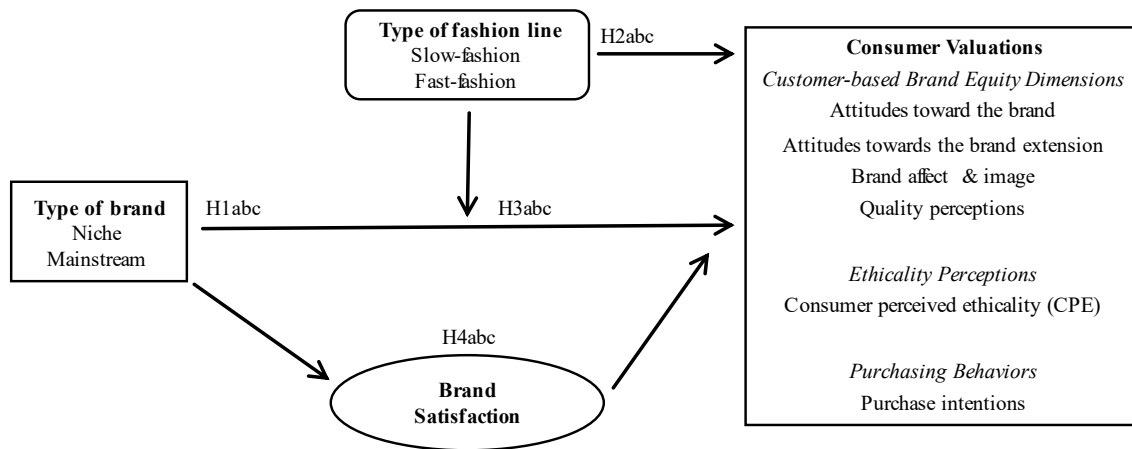 Type of fashion line
Slow-fashion
Fast-fashion
H2abc
Consumer Valuations
Customer-based Brand Equity Dimensions
Attitudes toward the brand
Attitudes towards the brand extension
Brand affect & image
Quality perceptions
Ethicality Perceptions
Consumer perceived ethicality (CPE)
Purchasing Behaviors
Purchase intentions
Type of brand
Niche
Mainstream
H1abc
H3abc
H4abc
Brand
Satisfaction